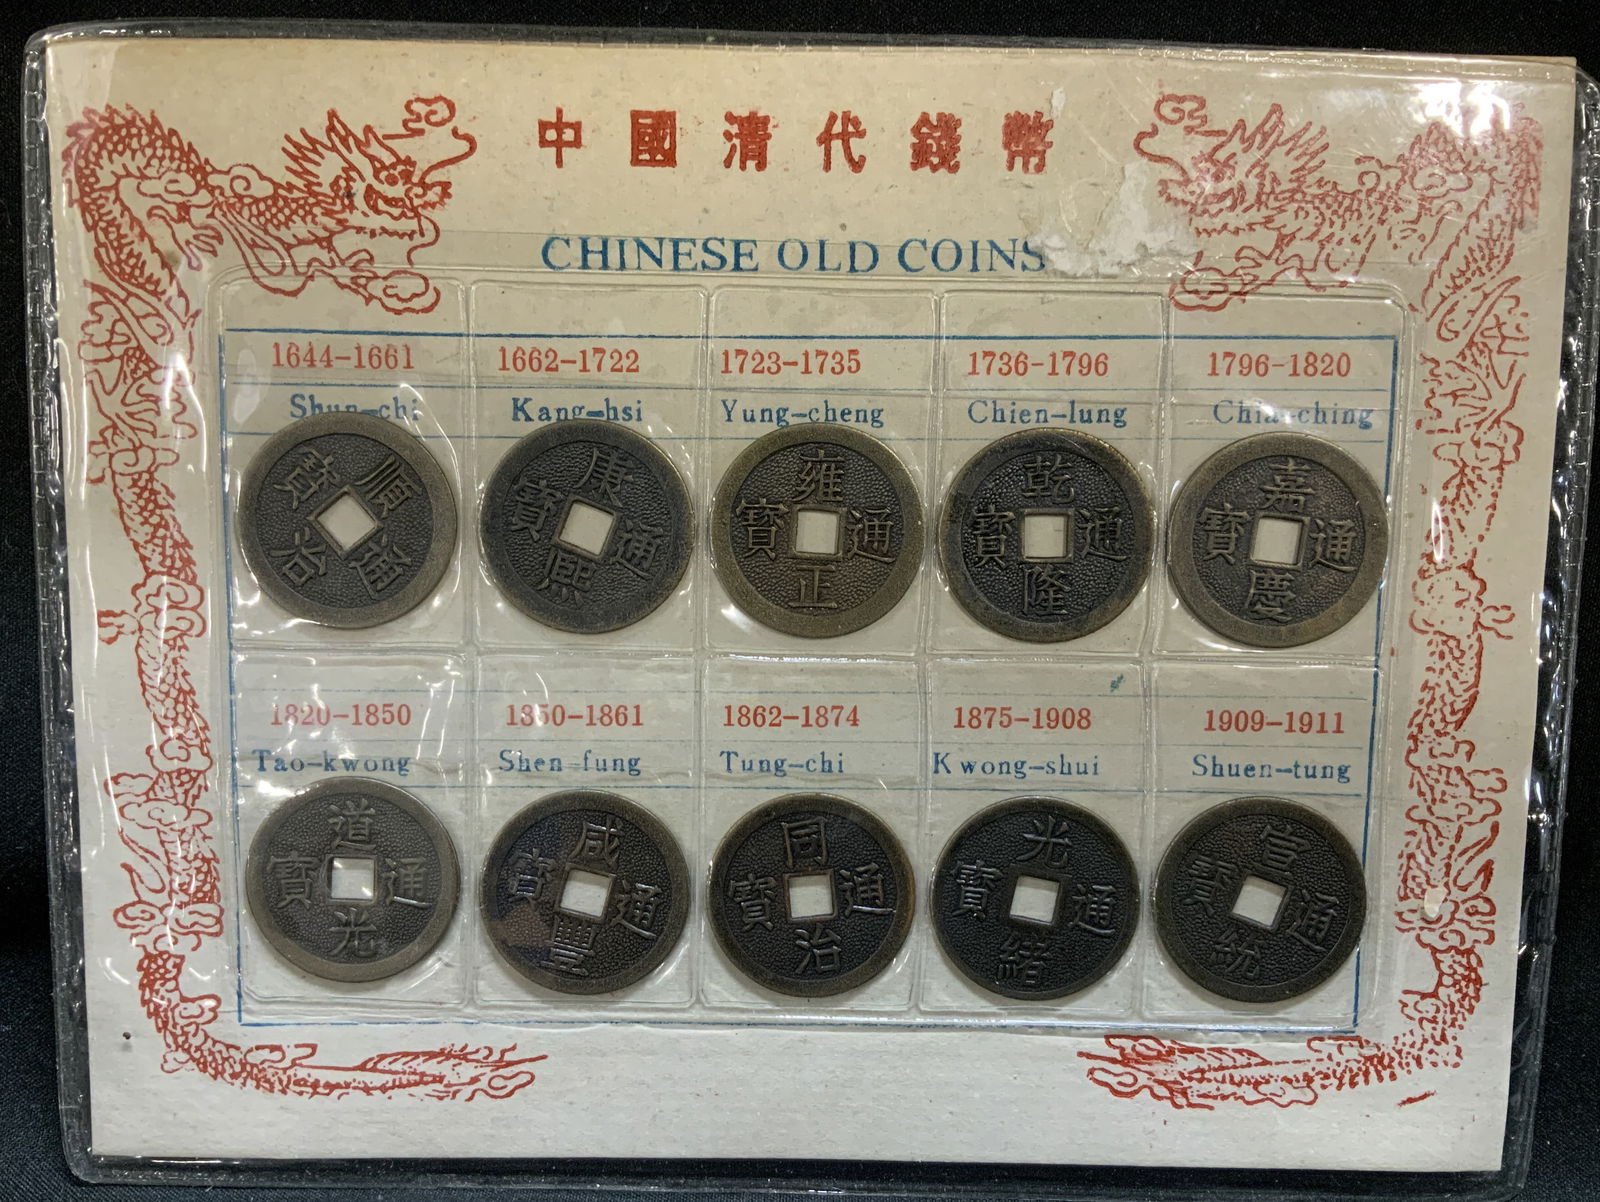 中國清代錢幣
CHINESE OLD COINS
1644–1661 1662–1722 1723–1735 1736–1796 1796–1820
Shun–chi Kang–hsi Yung–cheng Chien–lung Chia–ching
順治通寶 康熙通寶 雍正通寶 乾隆通寶 嘉慶通寶
1820–1850 1850–1861 1862–1874 1875–1908 1909–1911
Tao–kwong Shen–fung Tung–chi Kwong–shui Shuen–tung
道光通寶 咸豐通寶 同治通寶 光緒通寶 宣統通寶